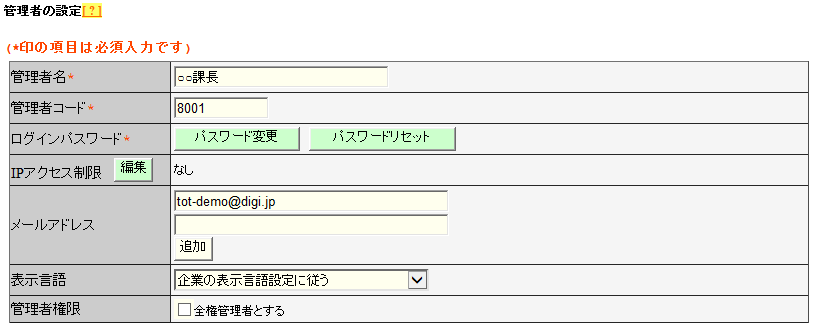 管理者の設定[?]
(*印の項目は必須入力です)
管理者名* ○○課長
管理者コード* 8001
ログインパスワード* パスワード変更 パスワードリセット
IPアクセス制限 編集 なし
tot-demo@digi.jp
メールアドレス
追加
表示言語 企業の表示言語設定に従う
管理者権限 全権管理者とする